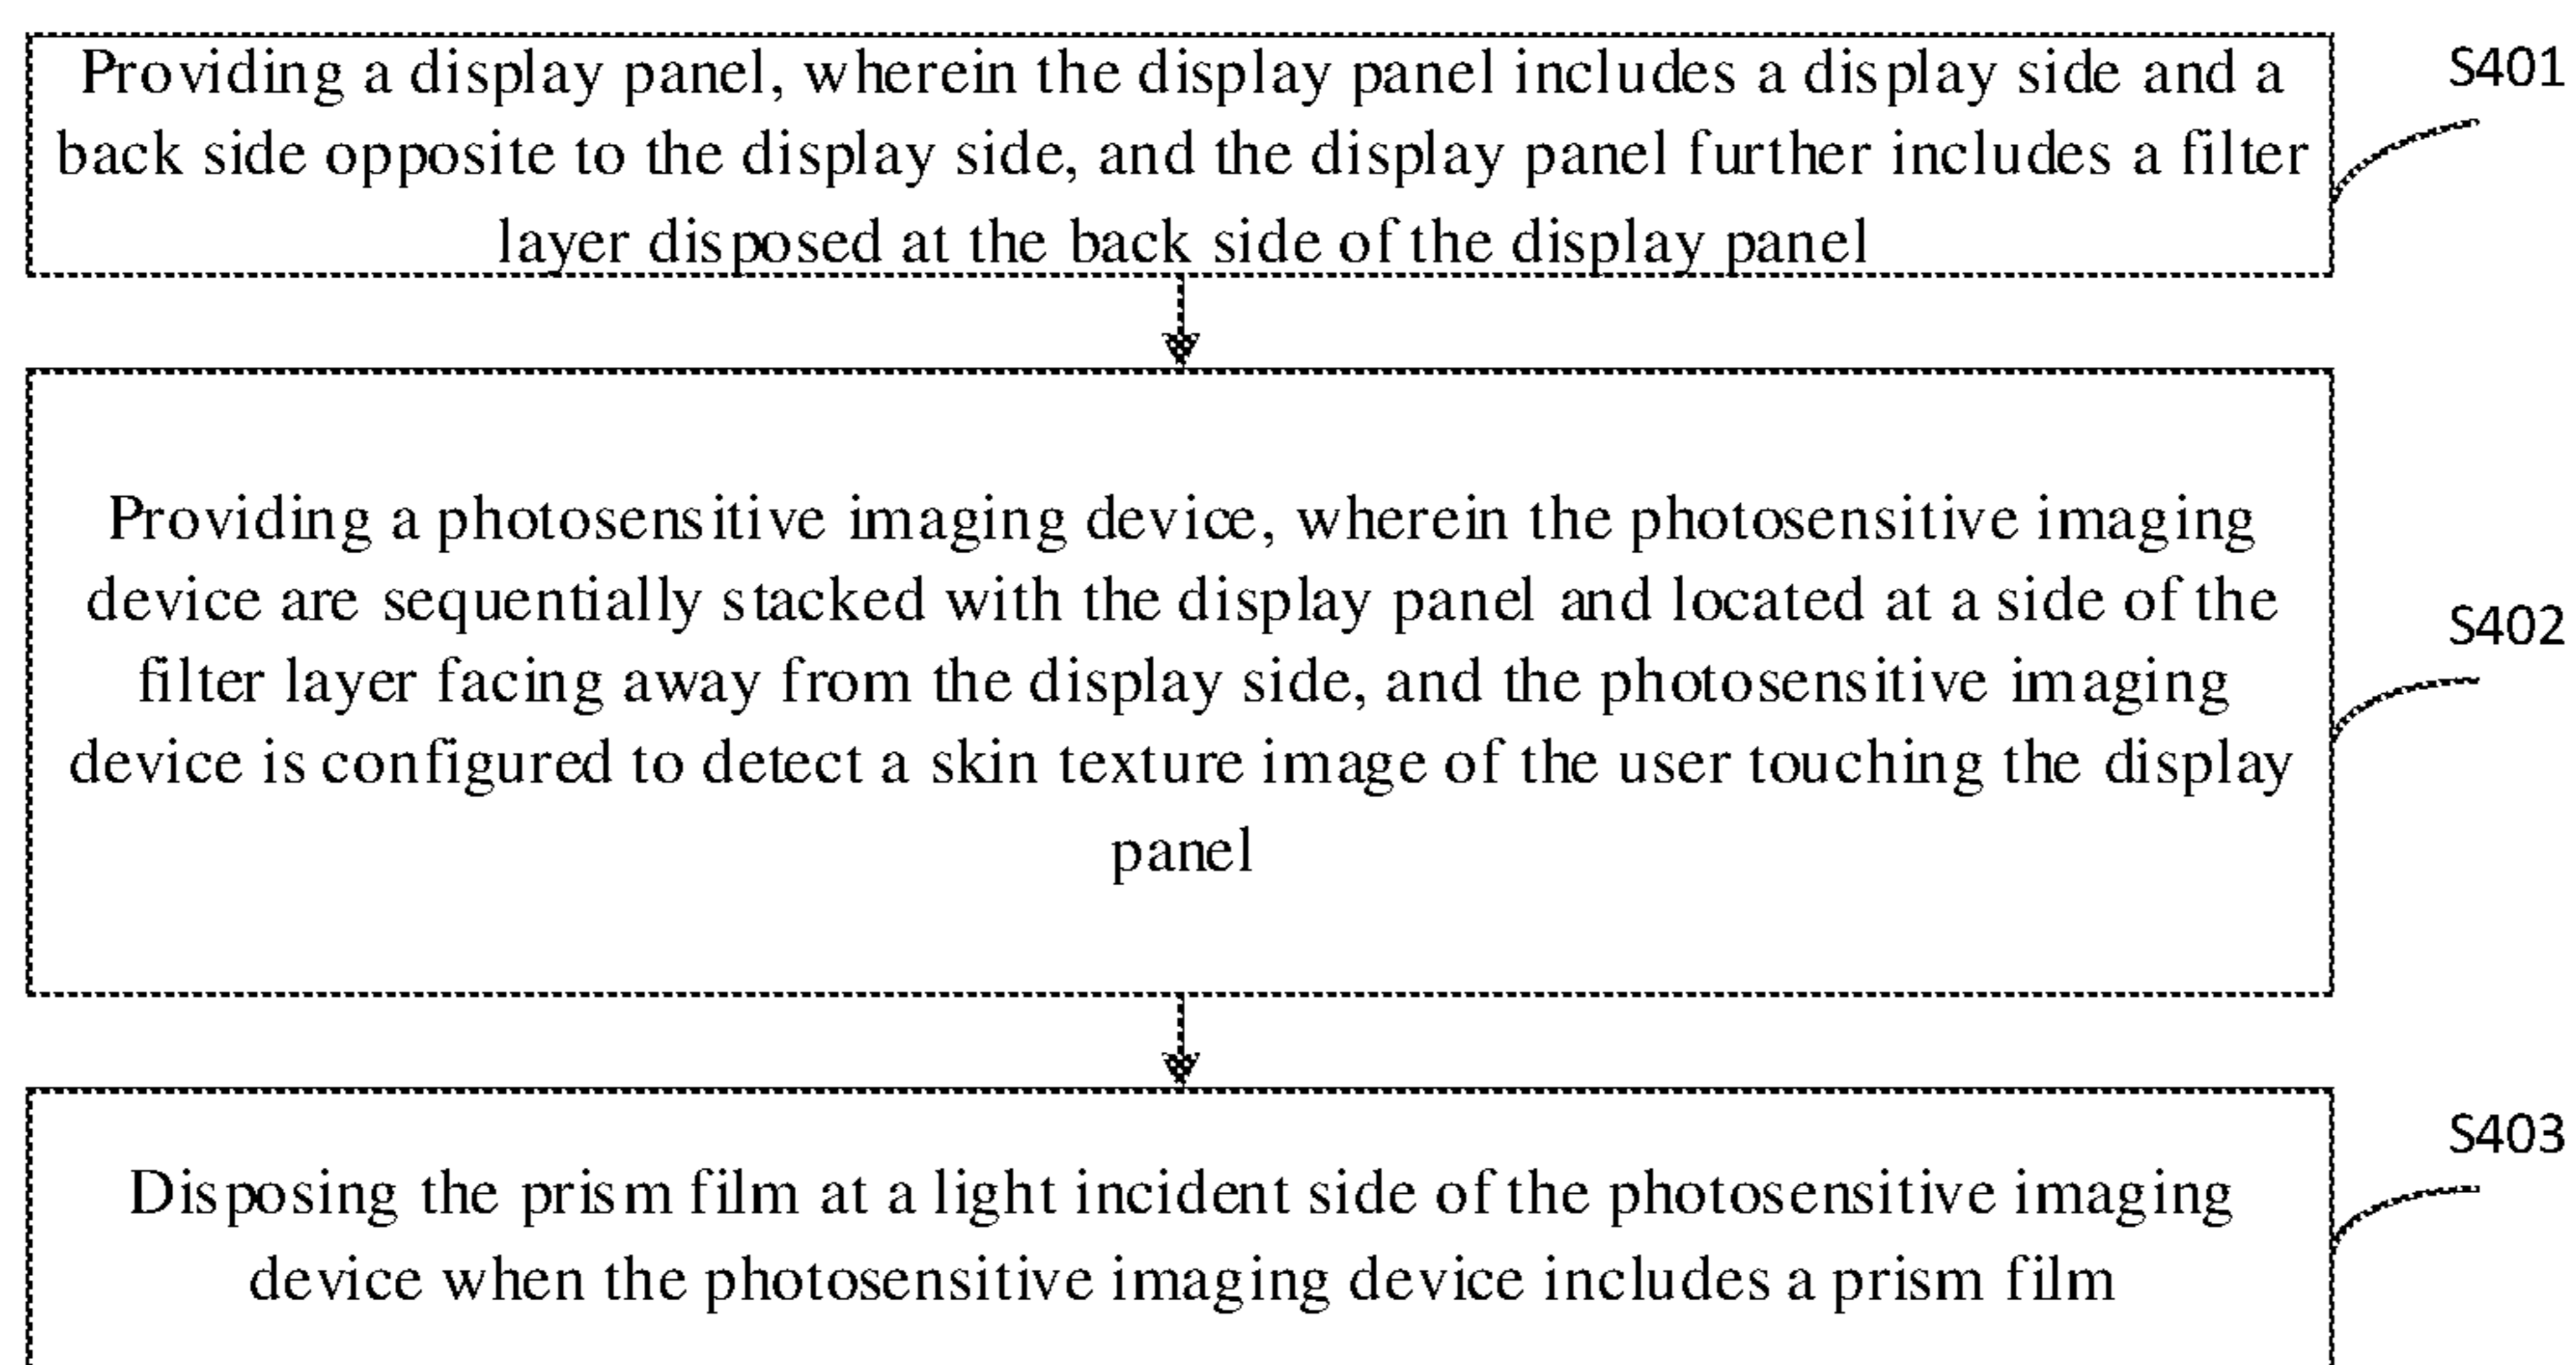 Providing a display panel, wherein the display panel includes a display side and a
back side opposite to the display side, and the display panel further includes a filter
layer disposed at the back side of the display panel
S401
Providing a photosensitive imaging device, wherein the photosensitive imaging
device are sequentially stacked with the display panel and located at a side of the
filter layer facing away from the display side, and the photosensitive imaging
device is configured to detect a skin texture image of the user touching the display
panel
S402
Disposing the prism film at a light incident side of the photosensitive imaging
device when the photosensitive imaging device includes a prism film
S403